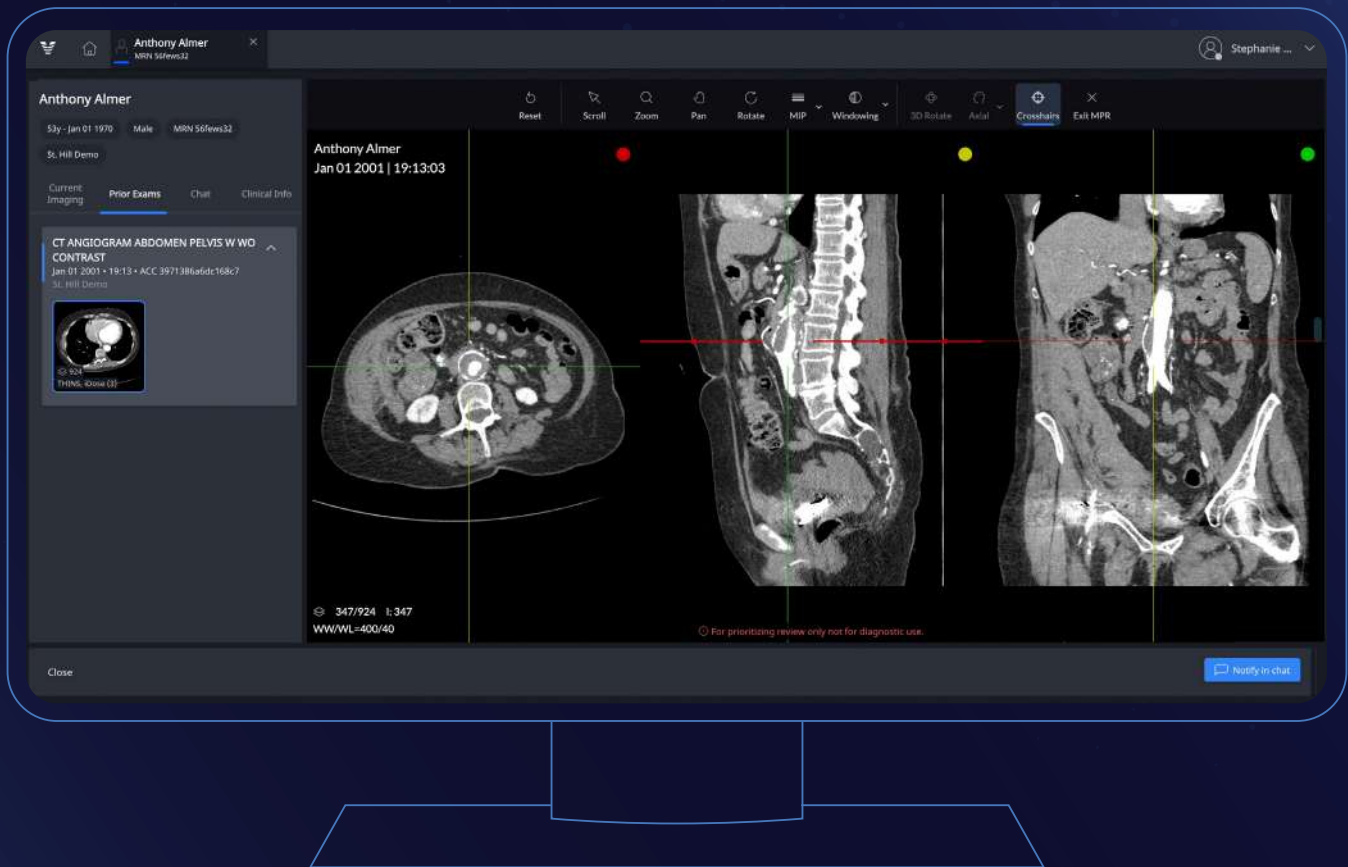 Anthony Almer
MRN 56fews32
Stephanie ...
Anthony Almer
53y - Jan 01 1970
Male
MRN 56fews32
St. Hill Demo
Current Imaging
Prior Exams
Chat
Clinical Info
CT ANGIOGRAM ABDOMEN PELVIS W WO
CONTRAST
Jan 01 2001 • 19:13 • ACC 3971386a6dc168c7
St. Hill Demo
924
THINS, iDose (3)
Reset
Scroll
Zoom
Pan
Rotate
MIP
Windowing
3D Rotate
Axial
Crosshairs
Exit MPR
Anthony Almer
Jan 01 2001 | 19:13:03
347/924 I: 347
WW/WL=400/40
For prioritizing review only not for diagnostic use.
Close
Notify in chat